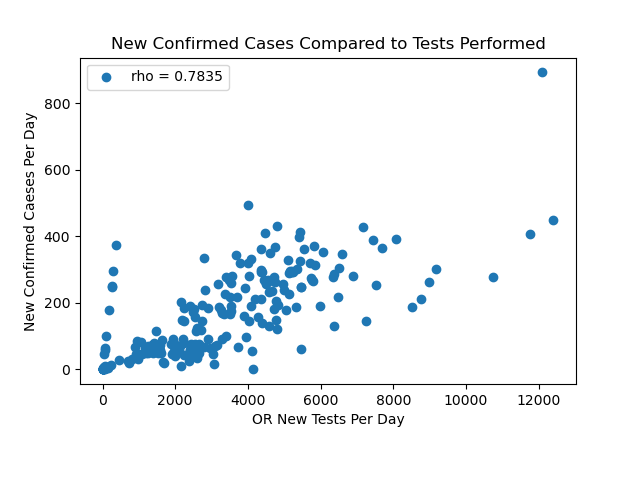 New Confirmed Cases Compared to Tests Performed
rho = 0.7835
New Confirmed Caeses Per Day
800
600
400
200
0
0 2000 4000 6000 8000 10000 12000
OR New Tests Per Day